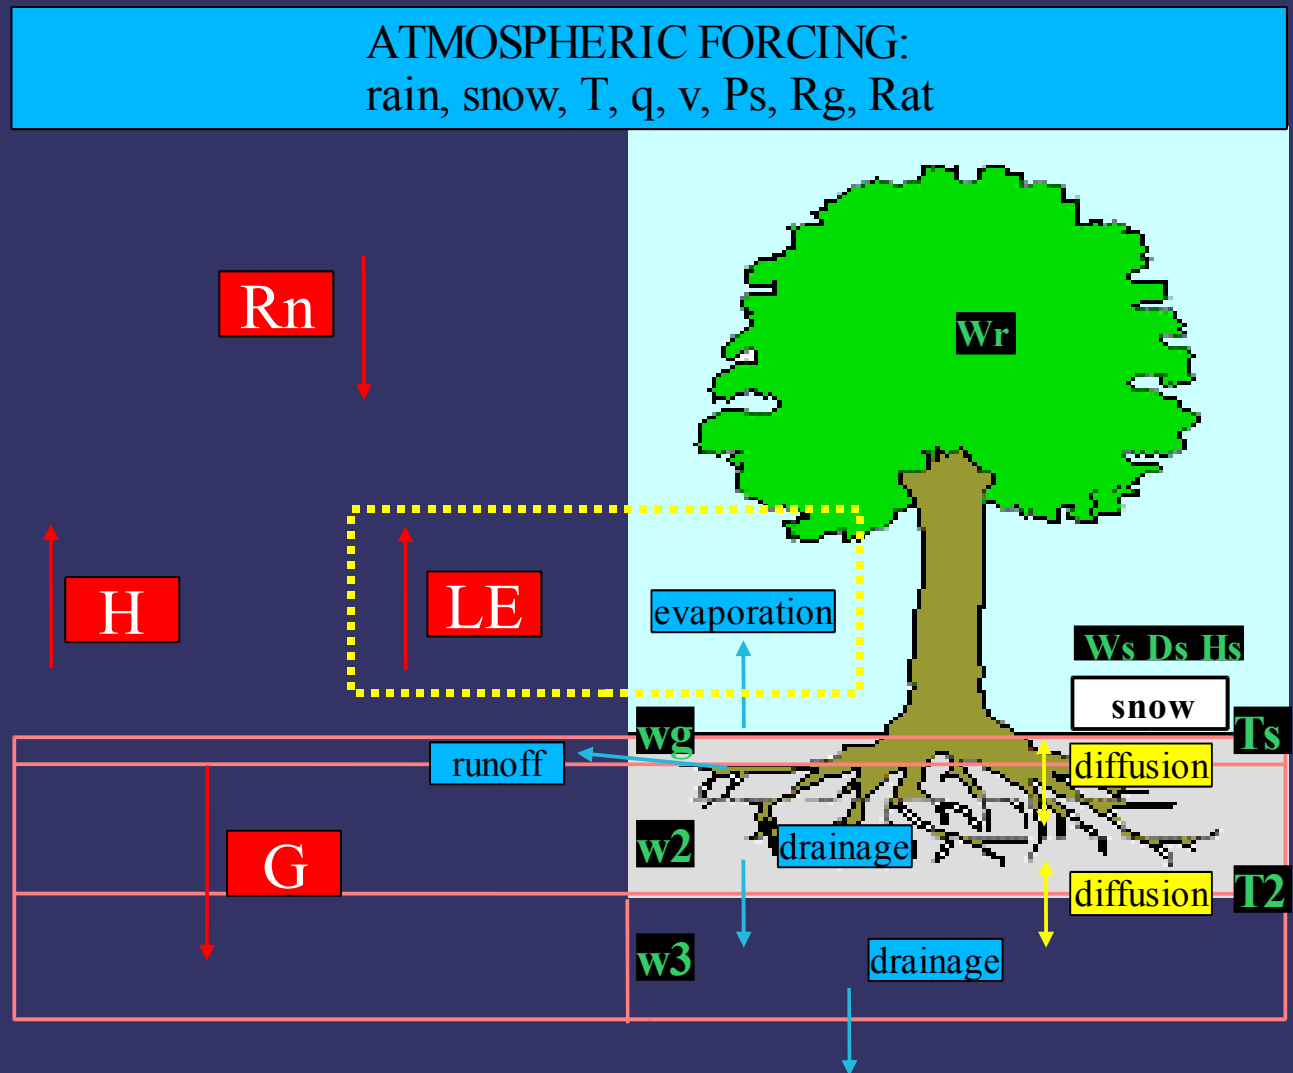 ATMOSPHERIC FORCING:
rain, snow, T, q, v, Ps, Rg, Rat
Rn
Wr
H
LE
evaporation
Ws Ds Hs
snow
wg
Ts
runoff
diffusion
G
w2
drainage
diffusion
T2
w3
drainage